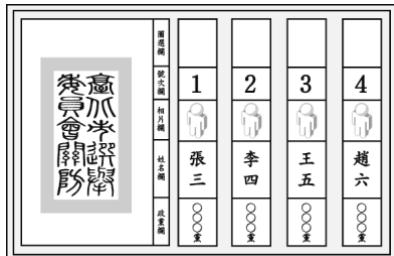 臺北市選舉
委員會關防
圈選欄
號次欄
相片欄
姓名欄
政黨欄
1
張三
○○○黨
2
李四
○○○黨
3
王五
○○○黨
4
趙六
○○○黨